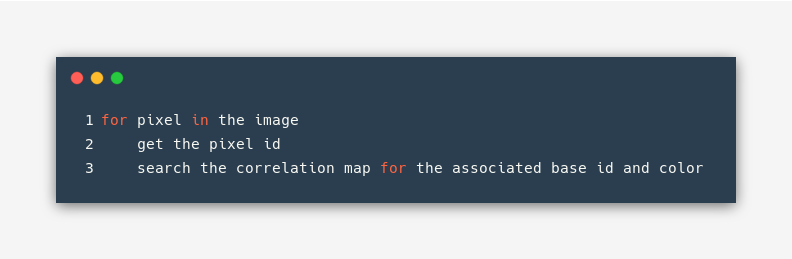 1 for pixel in the image
2     get the pixel id
3     search the correlation map for the associated base id and color